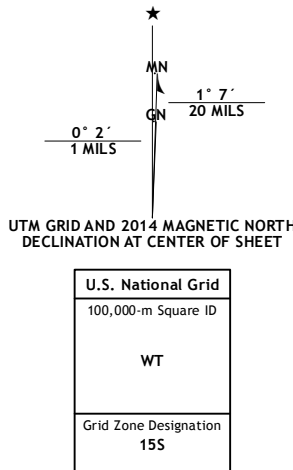 ★
MN
GN
1° 7´
20 MILS
0° 2´
1 MILS
UTM GRID AND 2014 MAGNETIC NORTH
DECLINATION AT CENTER OF SHEET
U.S. National Grid
100,000-m Square ID
WT
Grid Zone Designation
15S